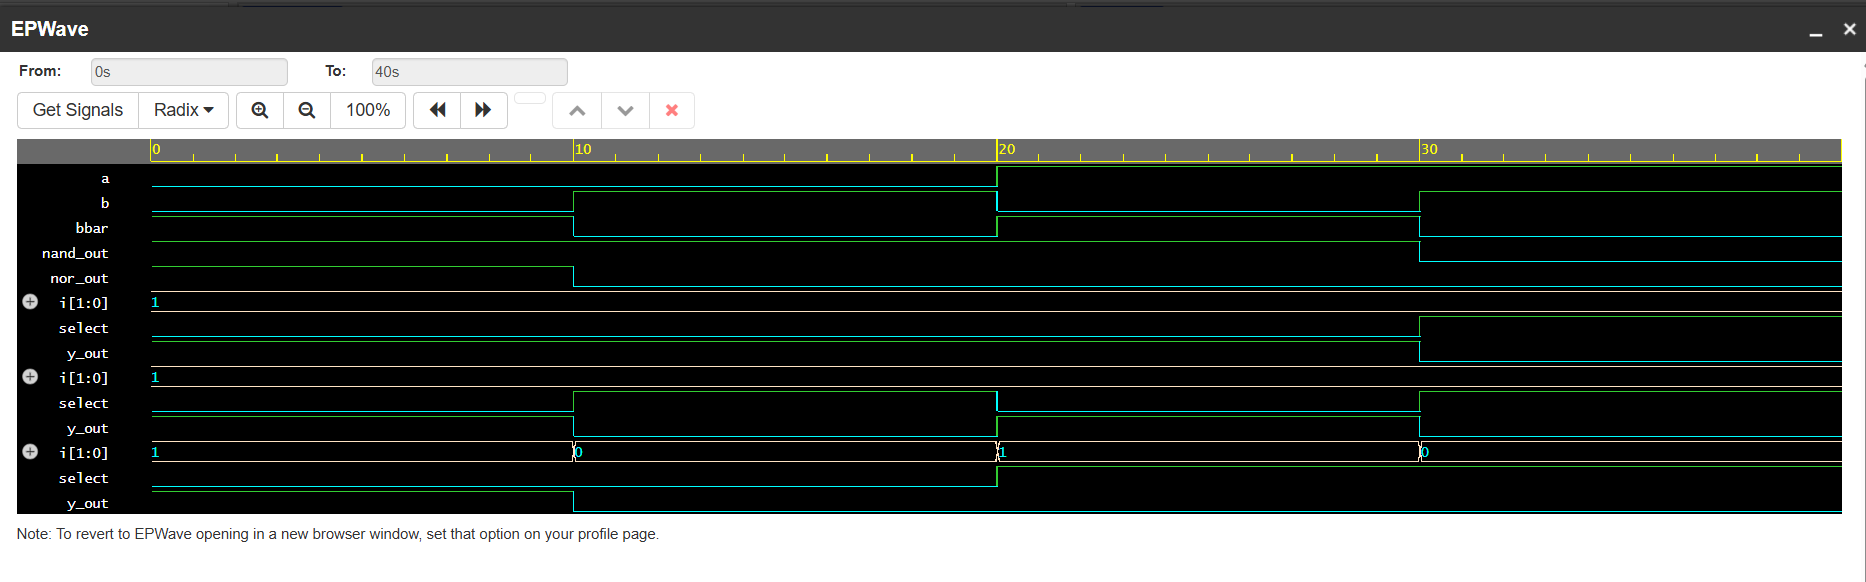 EPWave
From: 0s To: 40s
Get Signals Radix 100%
0 10 20 30
a
b
bbar
nand_out
nor_out
i[1:0] 1
select
y_out
i[1:0] 1
select
y_out
i[1:0] 1 0 1 0
select
y_out
Note: To revert to EPWave opening in a new browser window, set that option on your profile page.